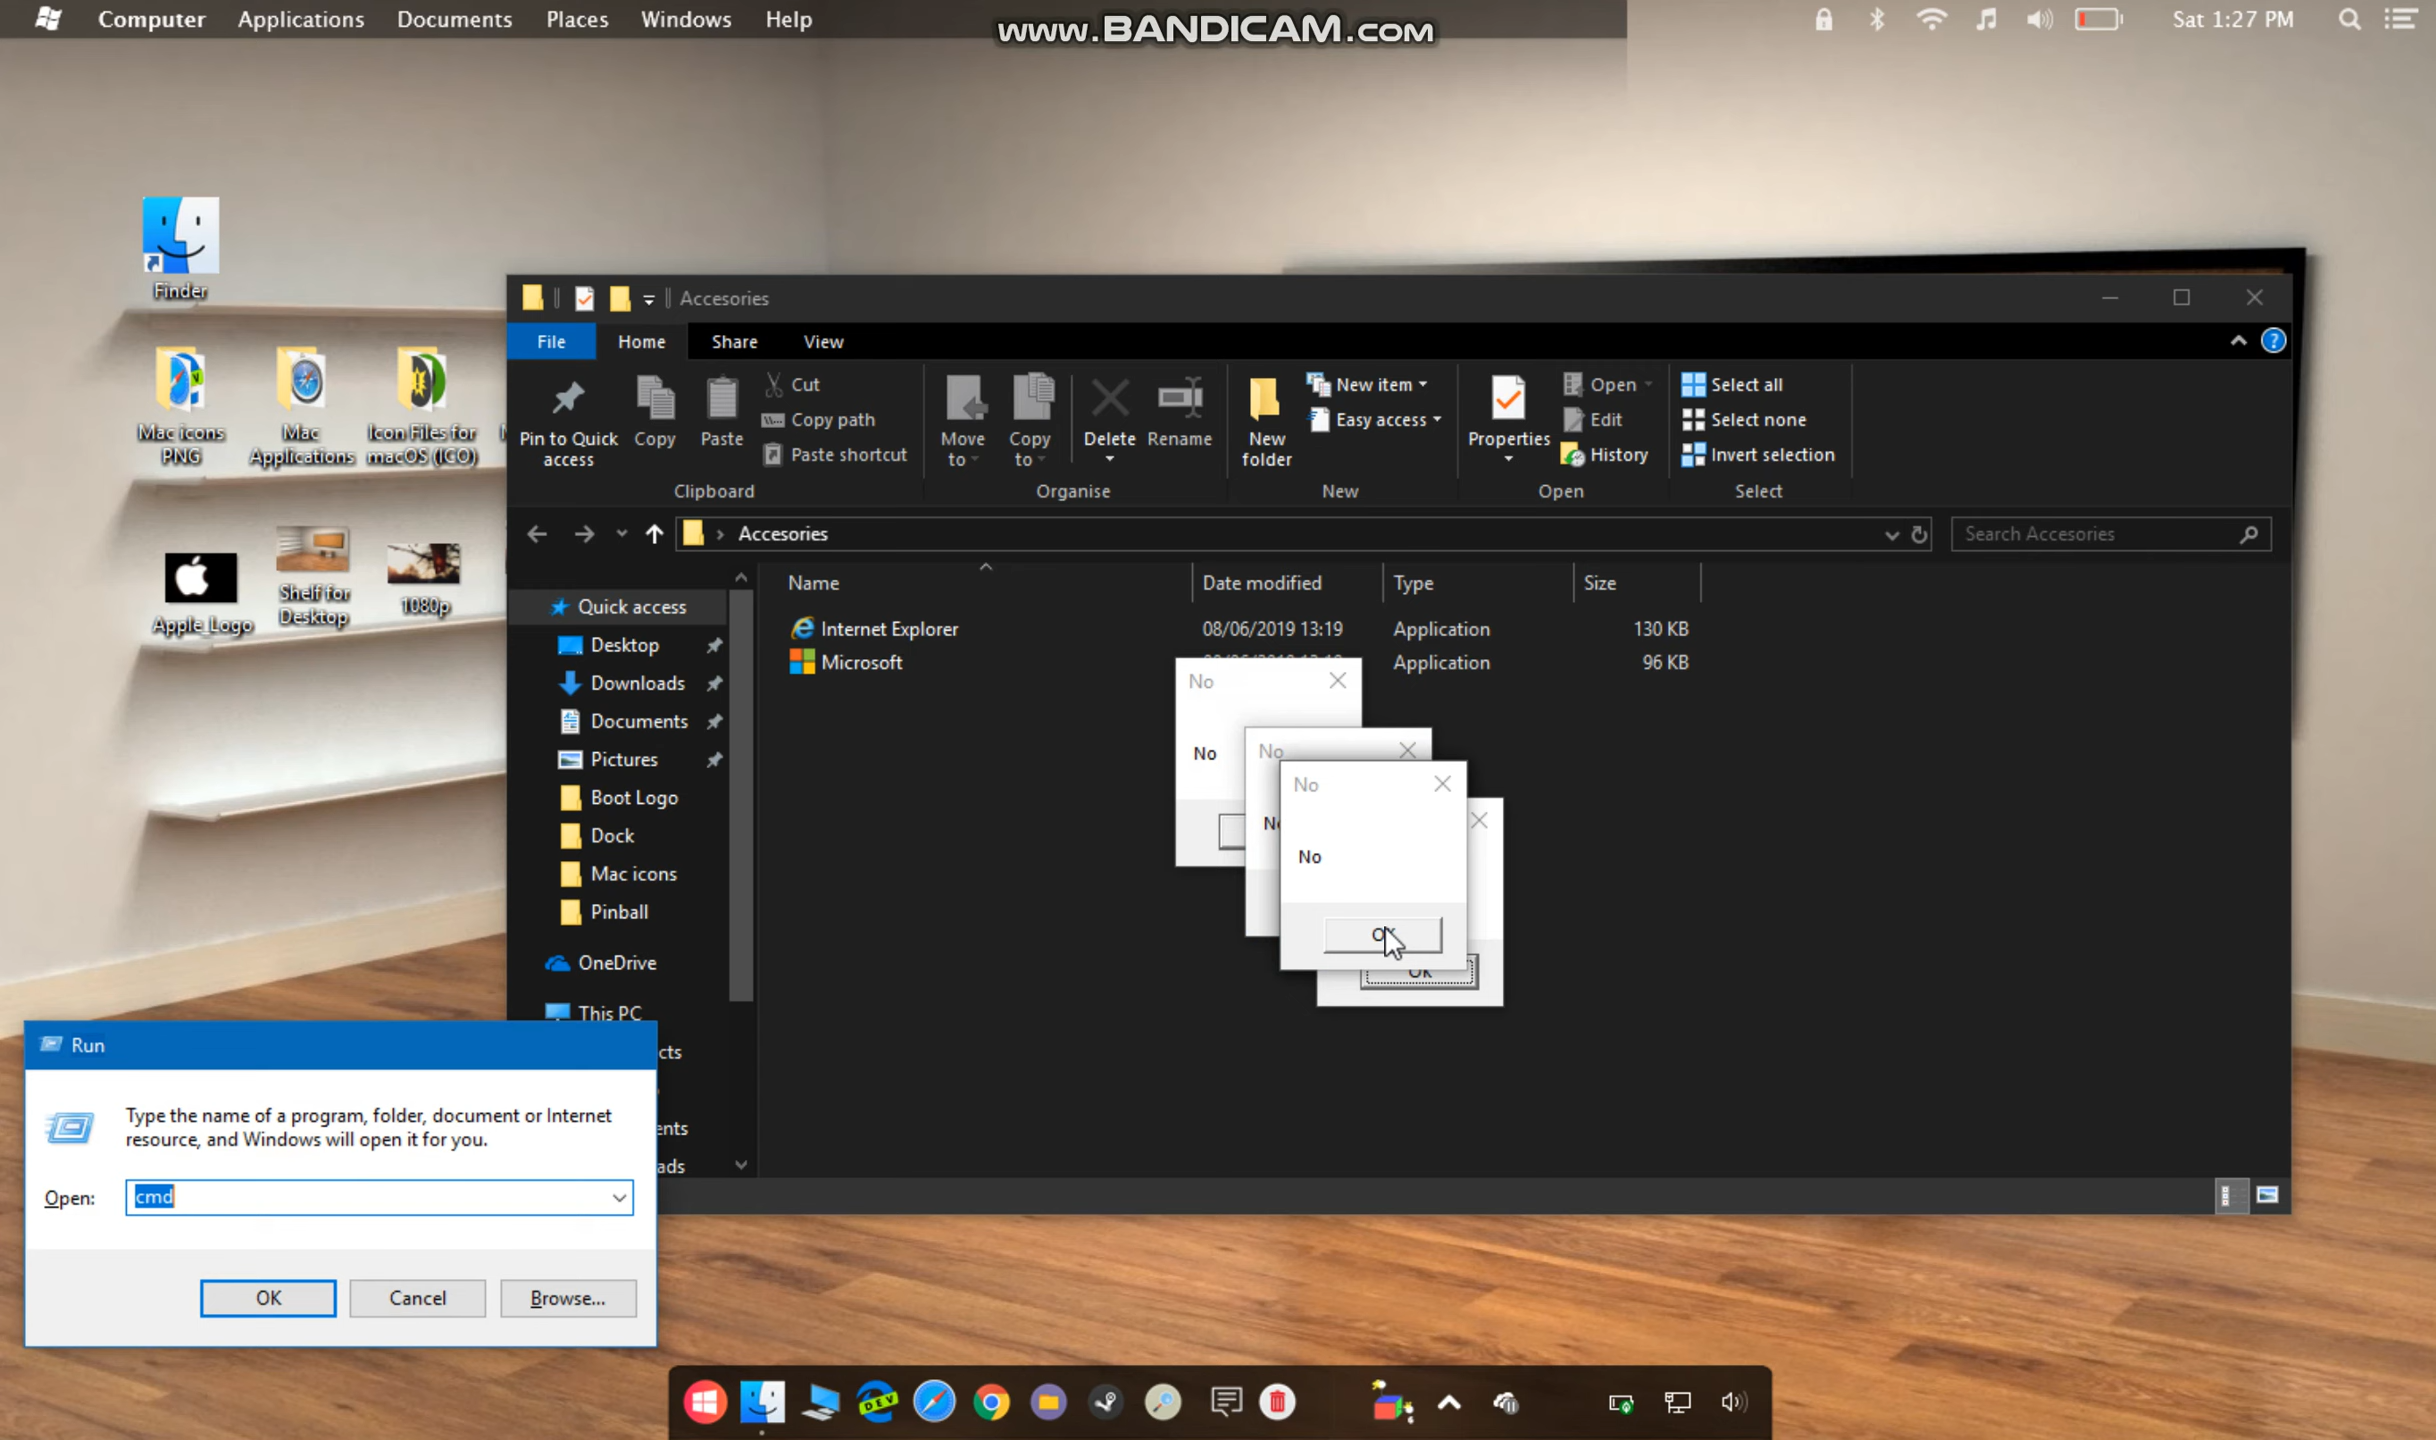 Computer Applications Documents Places Windows Help
www.BANDICAM.com
Sat 1:27 PM
Finder
Mac icons PNG
Mac Applications
Icon Files for macOS (ICO)
Apple_Logo
Shelf for Desktop
1080p
Accesories
File Home Share View
Pin to Quick access
Copy
Paste
Cut
Copy path
Paste shortcut
Clipboard
Move to
Copy to
Delete
Rename
Organise
New folder
New item
Easy access
New
Properties
Open
Edit
History
Open
Select all
Select none
Invert selection
Select
Accesories
Search Accesories
Name Date modified Type Size
Internet Explorer 08/06/2019 13:19 Application 130 KB
Microsoft Application 96 KB
Quick access
Desktop
Downloads
Documents
Pictures
Boot Logo
Dock
Mac icons
Pinball
OneDrive
This PC
cts
ents
ads
No
No
No
No
No
OK
OK
Run
Type the name of a program, folder, document or Internet
resource, and Windows will open it for you.
Open: cmd
OK Cancel Browse...
DEV